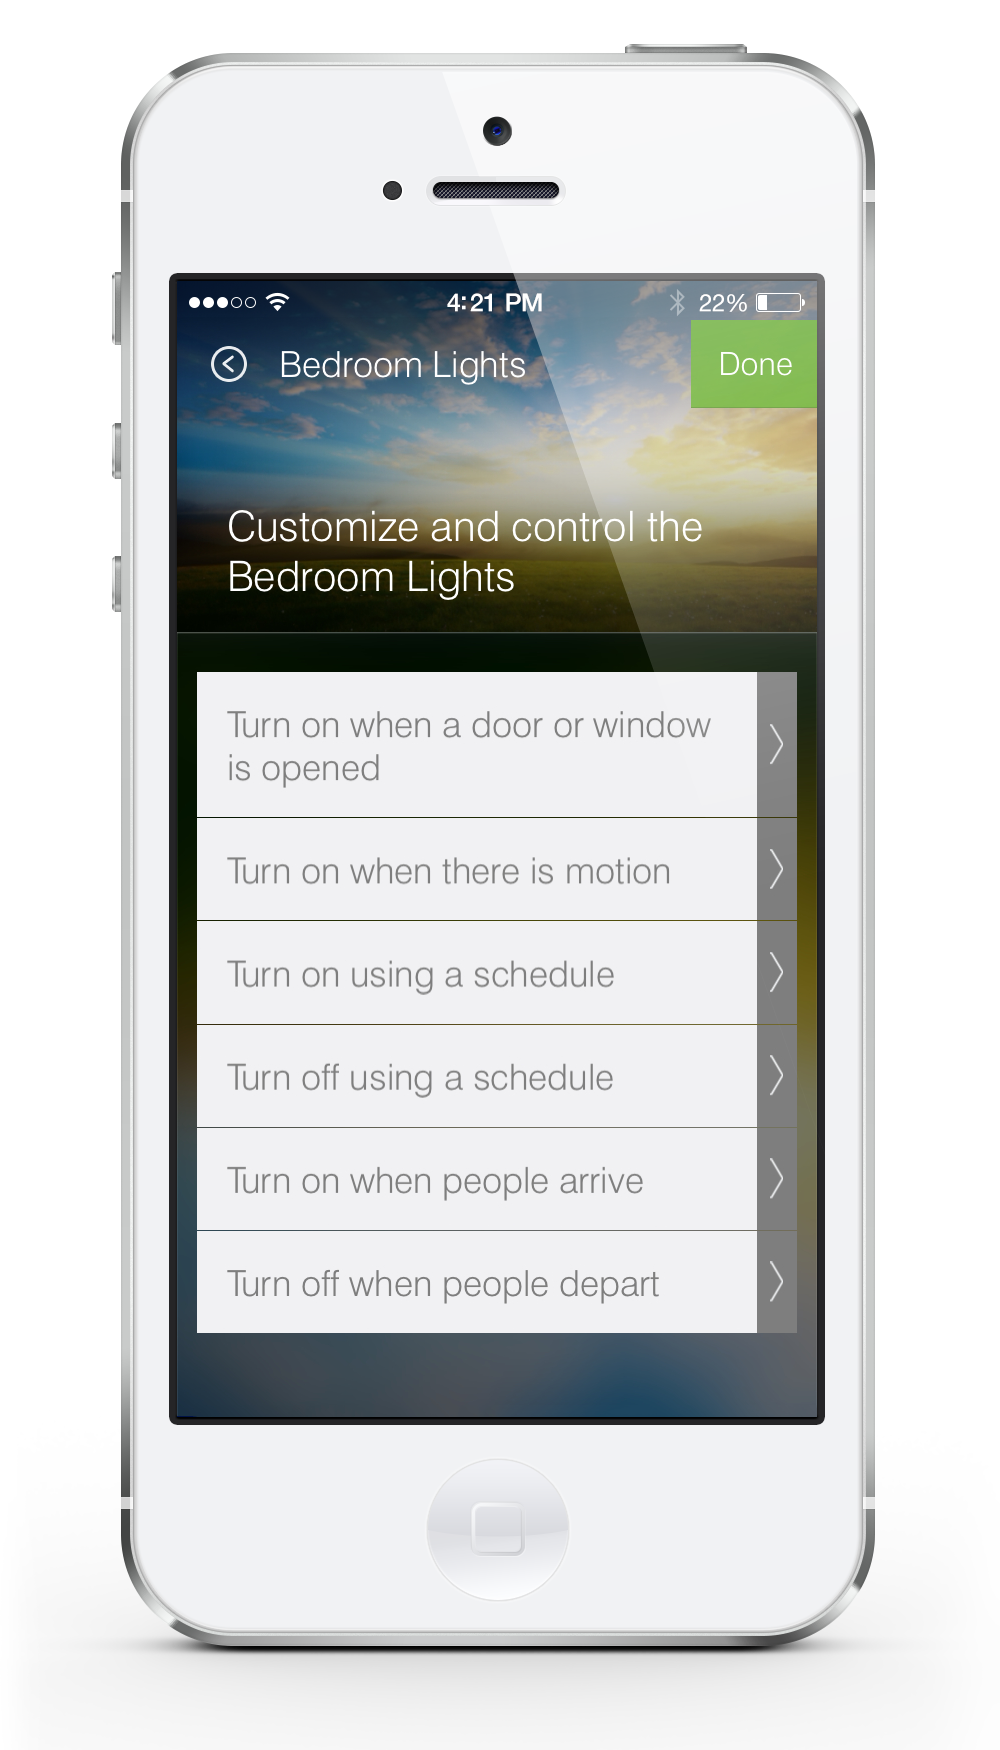 4:21 PM
22%
Bedroom Lights
Done
Customize and control the
Bedroom Lights
Turn on when a door or window
is opened
Turn on when there is motion
Turn on using a schedule
Turn off using a schedule
Turn on when people arrive
Turn off when people depart